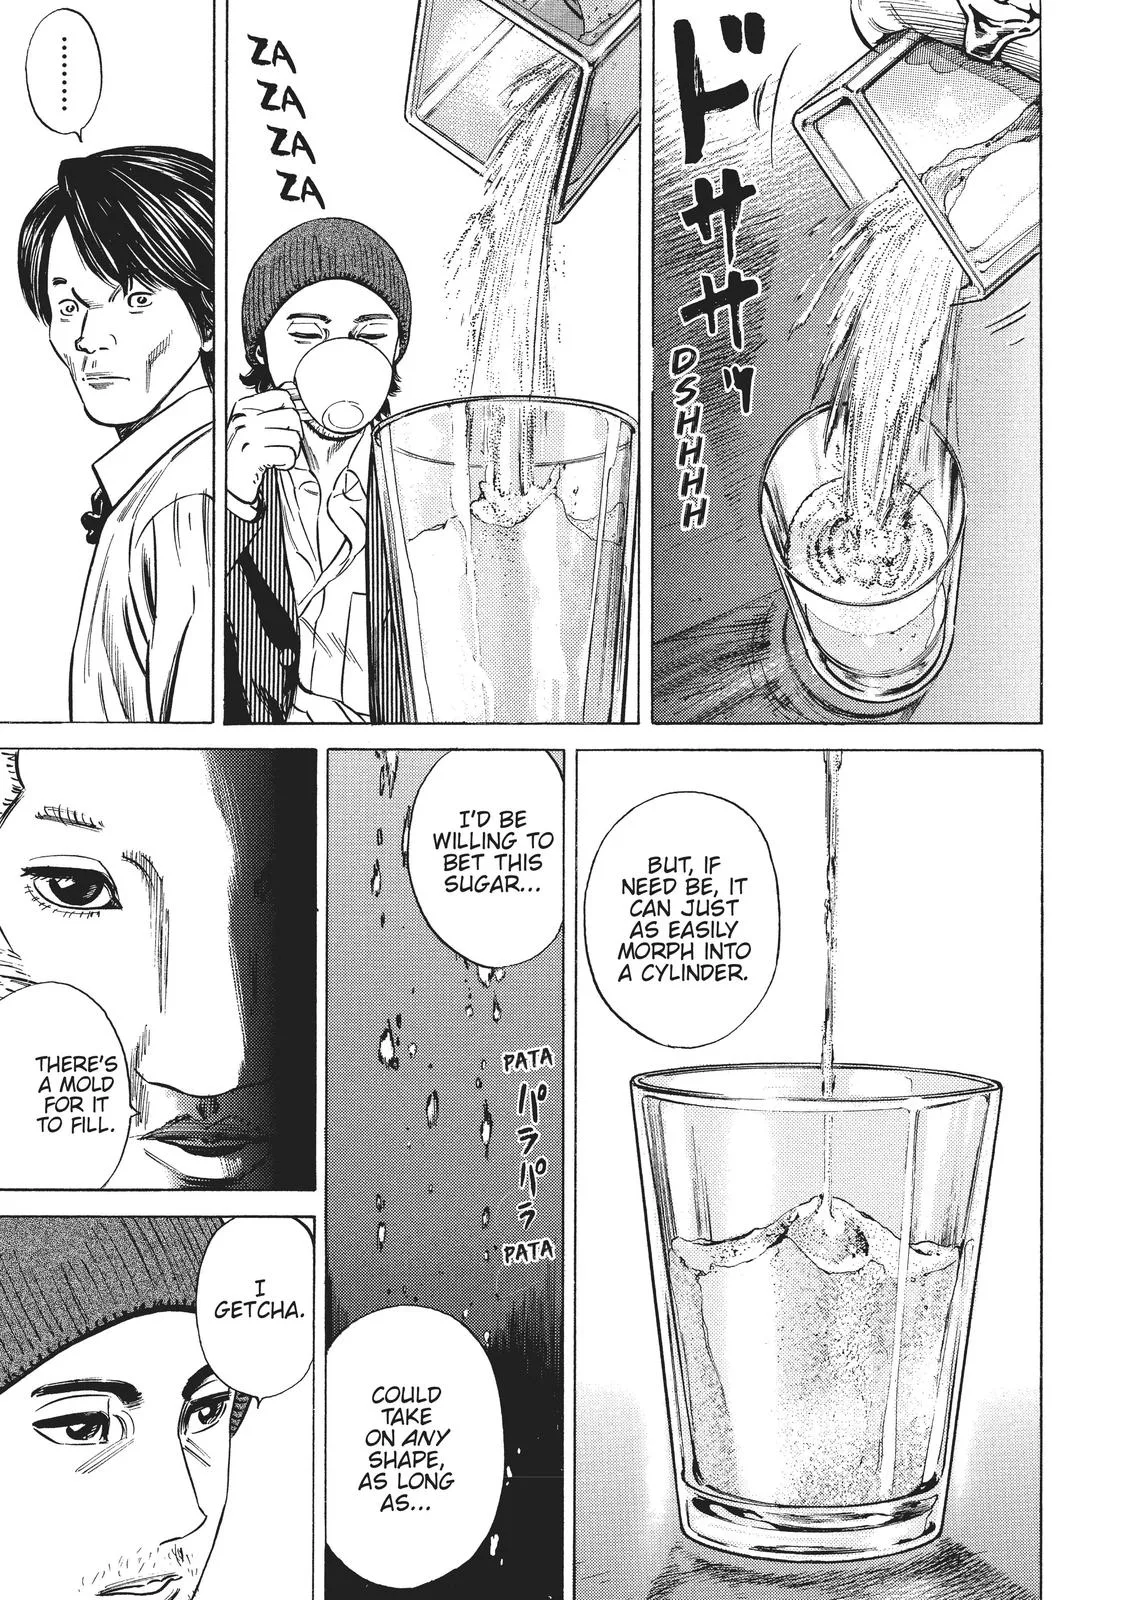 ドササッ
DSHHHH
ZA
ZA
ZA
ZA
........
BUT, IF
NEED BE, IT
CAN JUST
AS EASILY
MORPH INTO
A CYLINDER.
I'D BE
WILLING TO
BET THIS
SUGAR...
PATA
パラパラ
PATA
COULD
TAKE
ON ANY
SHAPE,
AS LONG
AS...
THERE'S
A MOLD
FOR IT
TO FILL.
I
GETCHA.